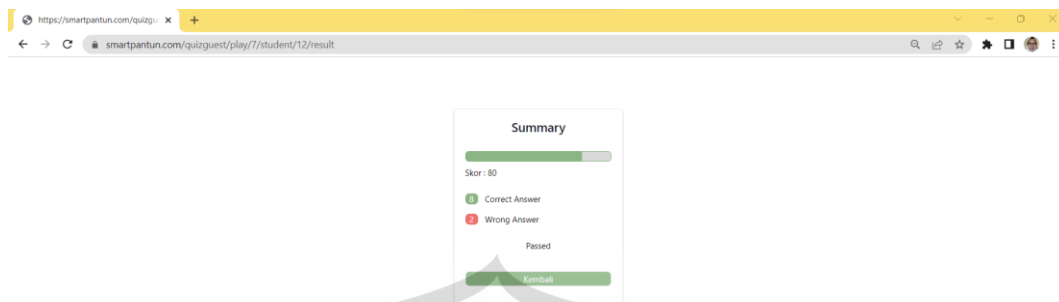 https://smartpantun.com/quizgu
smartpantun.com/quizguest/play/7/student/12/result
Summary
Skor : 80
8 Correct Answer
2 Wrong Answer
Passed
Kembali